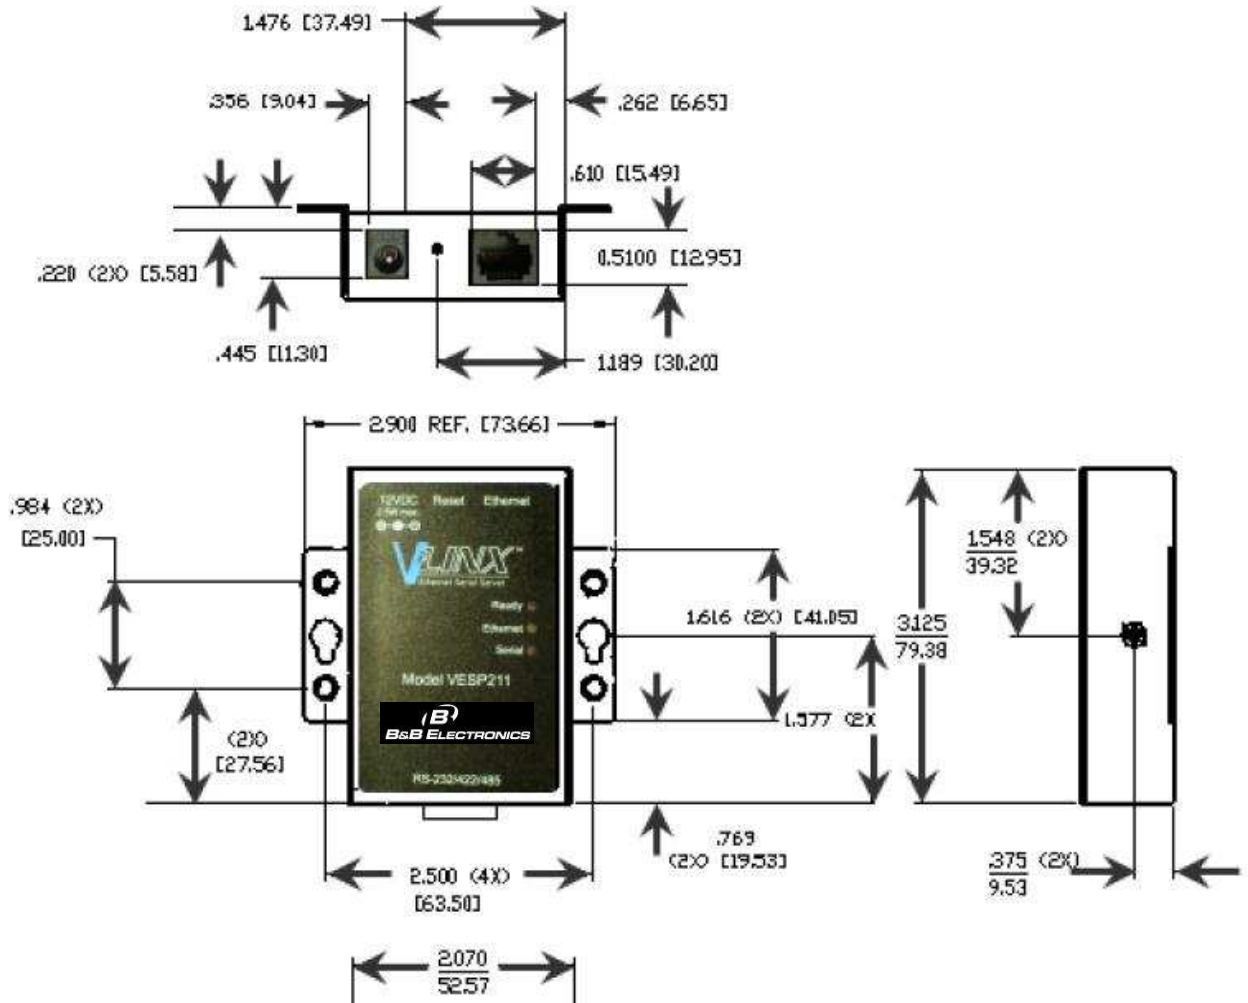 1.476 [37.49]
.356 [9.04]
.262 [6.65]
.610 [15.49]
.220 (2X) [5.58]
0.5100 [12.95]
.445 [11.30]
1.189 [30.20]
2.900 REF. [73.66]
.984 (2X)
[25.00]
12VDC Reset Ethernet
VLINX™
Ethernet Serial Server
Ready
Ethernet
Serial
Model VESP211
B
B&B ELECTRONICS
RS-232/422/485
1.616 (2X) [41.05]
1.577 (2X
(2X)
[27.56]
.769
(2X) [19.53]
2.500 (4X)
[63.50]
2.070
52.57
3.125
79.38
1.548 (2X)
39.32
.375 (2X)
9.53